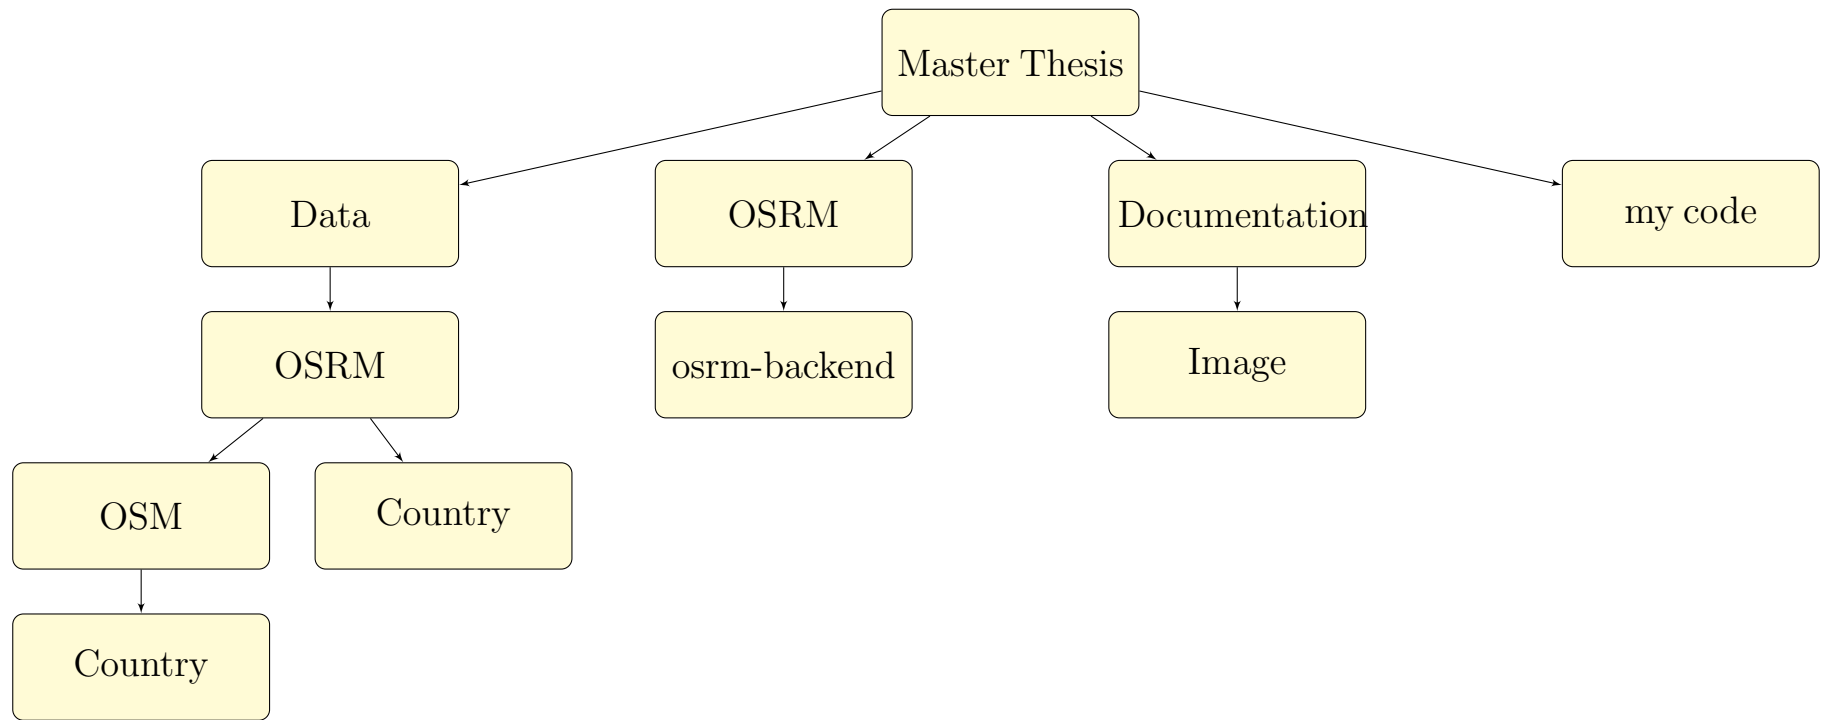 Master Thesis
Data
OSRM
Documentation
my code
OSRM
osrm-backend
Image
OSM
Country
Country